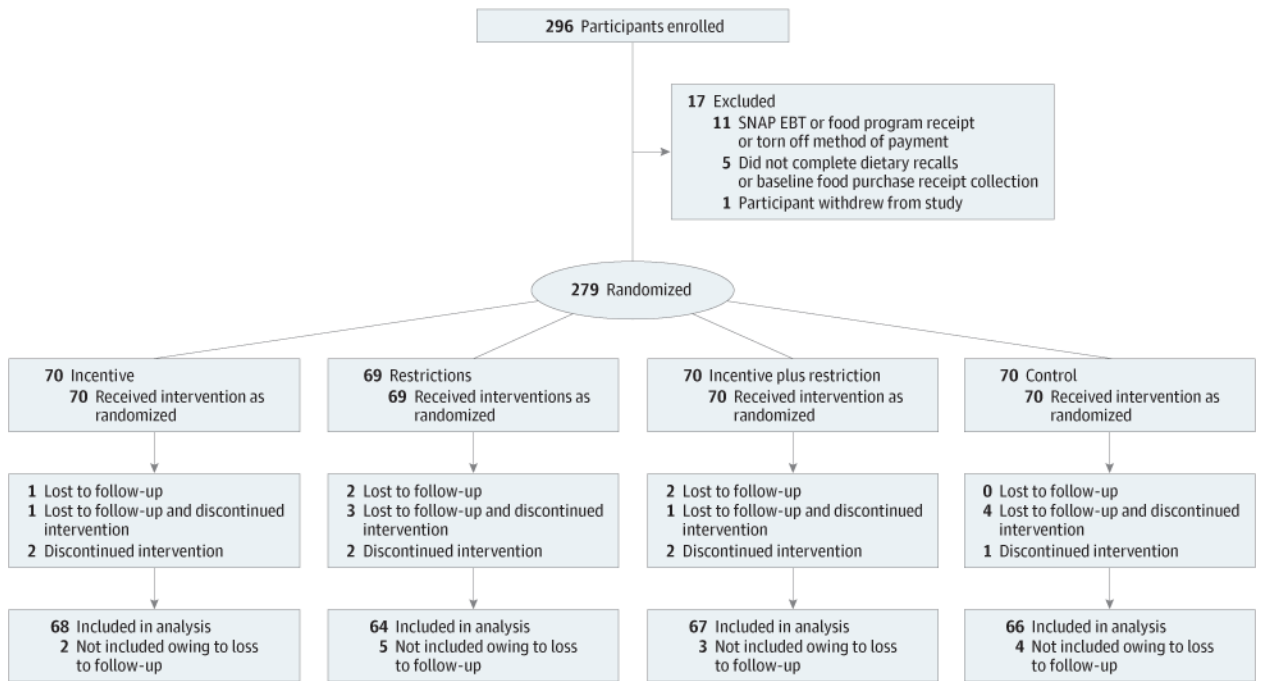 296 Participants enrolled
17 Excluded
11 SNAP EBT or food program receipt
or torn off method of payment
5 Did not complete dietary recalls
or baseline food purchase receipt collection
1 Participant withdrew from study
279 Randomized
70 Incentive
70 Received intervention as
randomized
69 Restrictions
69 Received interventions as
randomized
70 Incentive plus restriction
70 Received intervention as
randomized
70 Control
70 Received intervention as
randomized
1 Lost to follow-up
1 Lost to follow-up and discontinued
intervention
2 Discontinued intervention
2 Lost to follow-up
3 Lost to follow-up and discontinued
intervention
2 Discontinued intervention
2 Lost to follow-up
1 Lost to follow-up and discontinued
intervention
2 Discontinued intervention
0 Lost to follow-up
4 Lost to follow-up and discontinued
intervention
1 Discontinued intervention
68 Included in analysis
2 Not included owing to loss
to follow-up
64 Included in analysis
5 Not included owing to loss
to follow-up
67 Included in analysis
3 Not included owing to loss
to follow-up
66 Included in analysis
4 Not included owing to loss
to follow-up